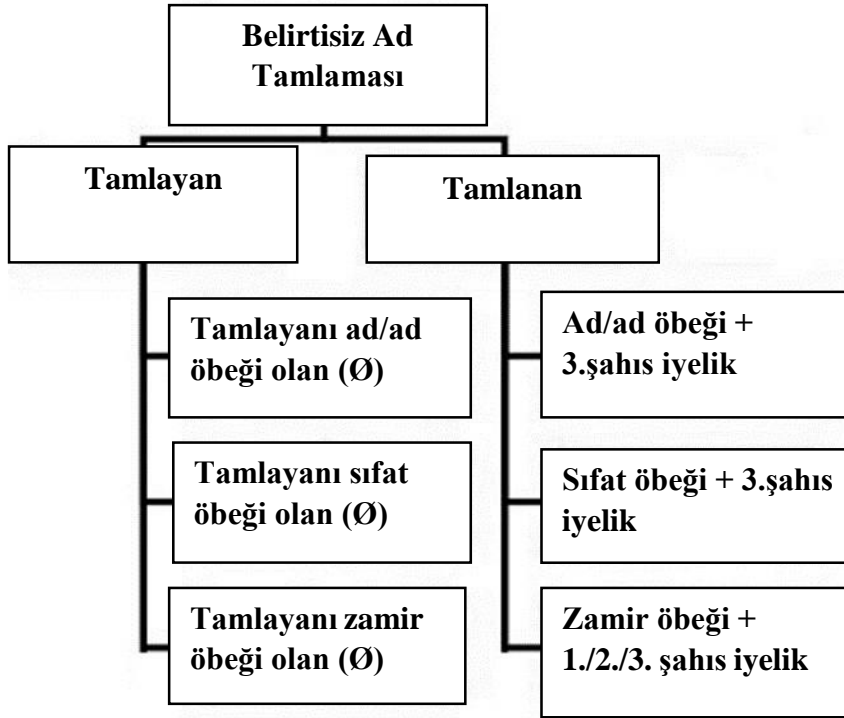 Belirtisiz Ad
Tamlaması
Tamlayan
Tamlanan
Tamlayanı ad/ad
öbeği olan (Ø)
Tamlayanı sıfat
öbeği olan (Ø)
Tamlayanı zamir
öbeği olan (Ø)
Ad/ad öbeği +
3.şahıs iyelik
Sıfat öbeği + 3.şahıs
iyelik
Zamir öbeği +
1./2./3. şahıs iyelik